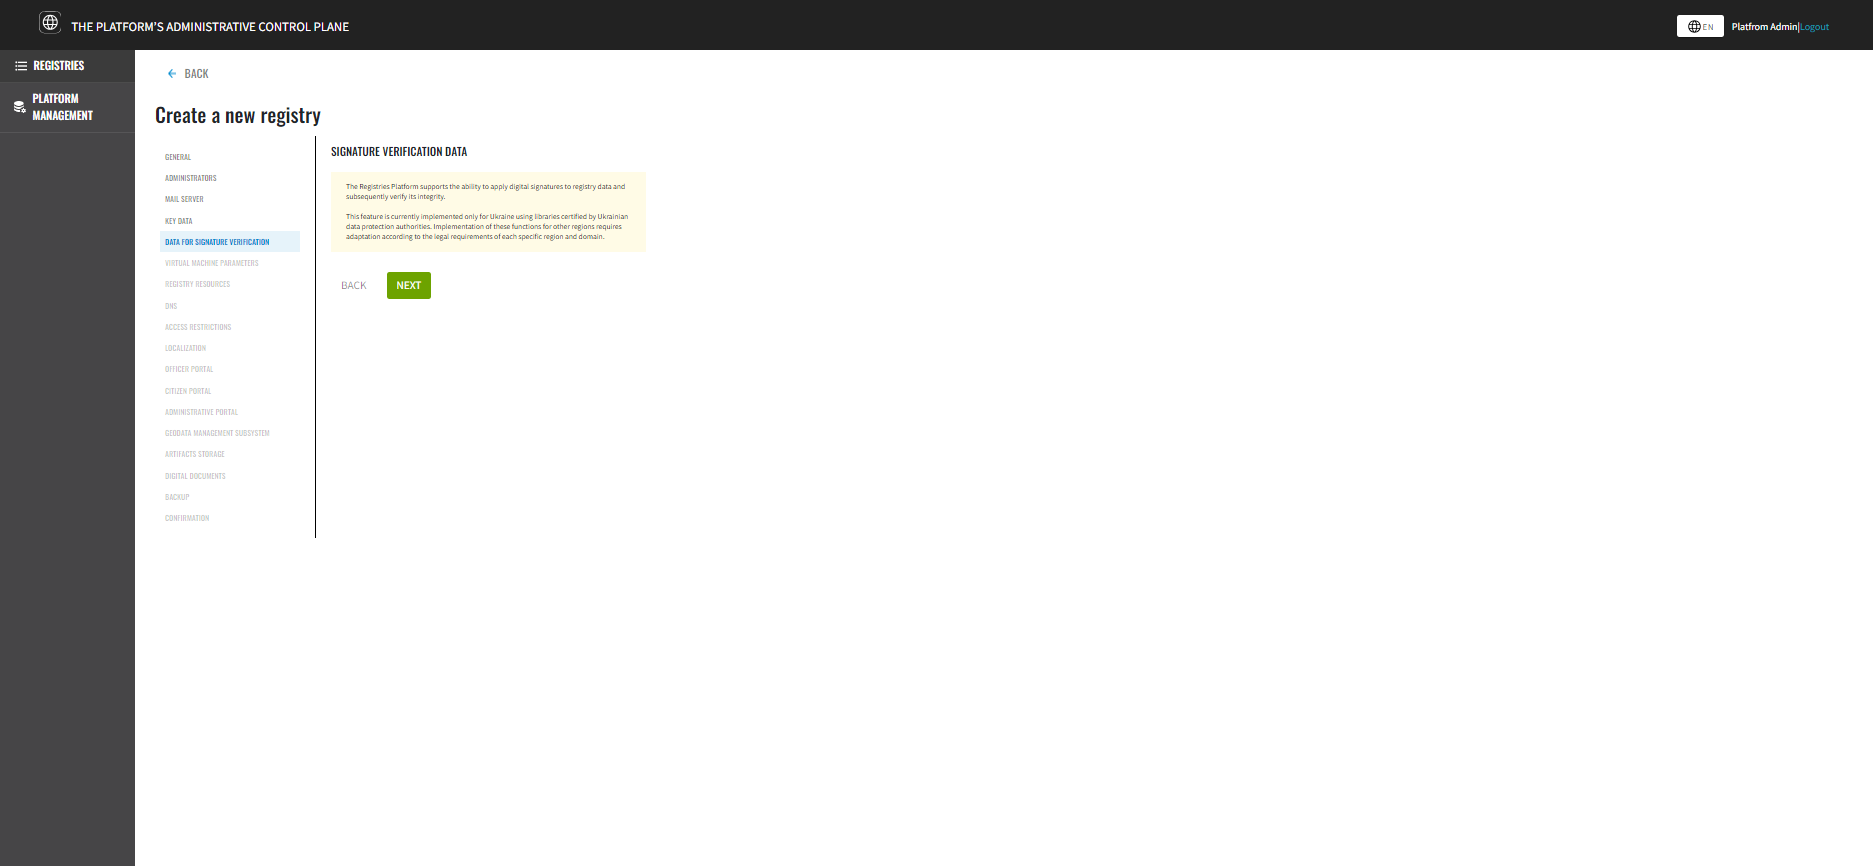 THE PLATFORM'S ADMINISTRATIVE CONTROL PLANE
EN
Platfrom Admin|Logout
REGISTRIES
PLATFORM
MANAGEMENT
BACK
Create a new registry
GENERAL
ADMINISTRATORS
MAIL SERVER
KEY DATA
DATA FOR SIGNATURE VERIFICATION
VIRTUAL MACHINE PARAMETERS
REGISTRY RESOURCES
DNS
ACCESS RESTRICTIONS
LOCALIZATION
OFFICER PORTAL
CITIZEN PORTAL
ADMINISTRATIVE PORTAL
GEODATA MANAGEMENT SUBSYSTEM
ARTIFACTS STORAGE
DIGITAL DOCUMENTS
BACKUP
CONFIRMATION
SIGNATURE VERIFICATION DATA
The Registries Platform supports the ability to apply digital signatures to registry data and
subsequently verify its integrity.
This feature is currently implemented only for Ukraine using libraries certified by Ukrainian
data protection authorities. Implementation of these functions for other regions requires
adaptation according to the legal requirements of each specific region and domain.
BACK
NEXT